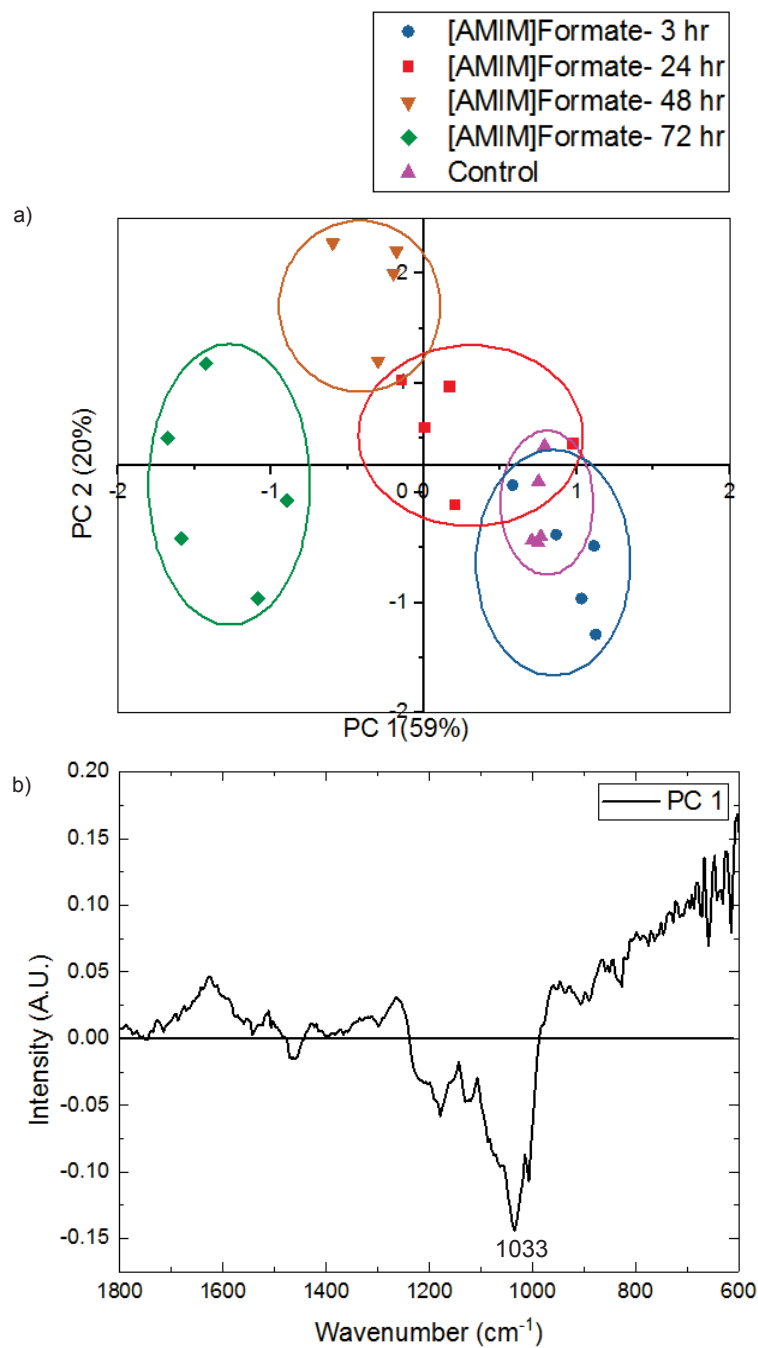 [AMIM]Formate- 3 hr
[AMIM]Formate- 24 hr
[AMIM]Formate- 48 hr
[AMIM]Formate- 72 hr
Control
a)
2
PC 2 (20%)
-2
-1
0
0
1
2
-1
-2
PC 1(59%)
b)
0.20
PC 1
0.15
0.10
0.05
0.00
-0.05
-0.10
-0.15
Intensity (A.U.)
1033
1800
1600
1400
1200
1000
800
600
Wavenumber (cm⁻¹)